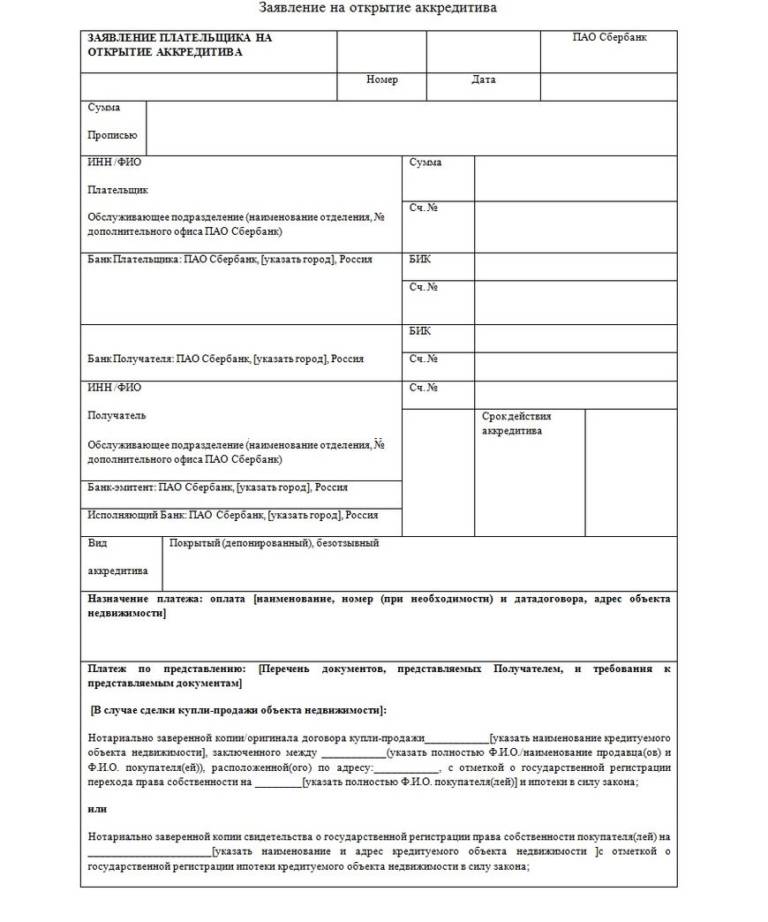 Заявление на открытие аккредитива
ЗАЯВЛЕНИЕ ПЛАТЕЛЬЩИКА НА
ОТКРЫТИЕ АККРЕДИТИВА
ПАО Сбербанк
Номер
Дата
Сумма
Прописью
ИНН /ФИО
Сумма
Плательщик
Сч. №
Обслуживающее подразделение (наименование отделения, №
дополнительного офиса ПАО Сбербанк)
Банк Плательщика: ПАО Сбербанк, [указать город], Россия
БИК
Сч. №
БИК
Банк Получателя: ПАО Сбербанк, [указать город], Россия
Сч. №
ИНН /ФИО
Сч. №
Получатель
Срок действия
аккредитива
Обслуживающее подразделение (наименование отделения, №
дополнительного офиса ПАО Сбербанк)
Банк-эмитент: ПАО Сбербанк, [указать город], Россия
Исполняющий Банк: ПАО Сбербанк, [указать город], Россия
Вид
аккредитива
Покрытый (депонированный), безотзывный
Назначение платежа: оплата [наименование, номер (при необходимости) и датадоговора, адрес объекта
недвижимости]
Платеж по представлению: [Перечень документов, представляемых Получателем, и требования к
представляемым документам]
[В случае сделки купли-продажи объекта недвижимости]:
Нотариально заверенной копии/оригинала договора купли-продажи____________[указать наименование кредитуемого
объекта недвижимости], заключенного между ____________(указать полностью Ф.И.О./наименование продавца(ов) и
Ф.И.О. покупателя(ей)), расположенной(ого) по адресу:____________, с отметкой о государственной регистрации
перехода права собственности на _________[указать полностью Ф.И.О. покупателя(лей)] и ипотеки в силу закона;
или
Нотариально заверенной копии свидетельства о государственной регистрации права собственности покупателя(лей) на
_______________________[указать наименование и адрес кредитуемого объекта недвижимости ]с отметкой о
государственной регистрации ипотеки кредитуемого объекта недвижимости в силу закона;